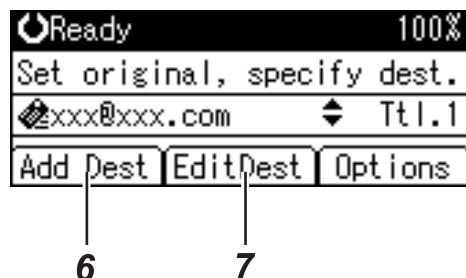 Ready 100%
Set original, specify dest.
xxx@xxx.com Ttl.1
Add Dest EditDest Options
6 7